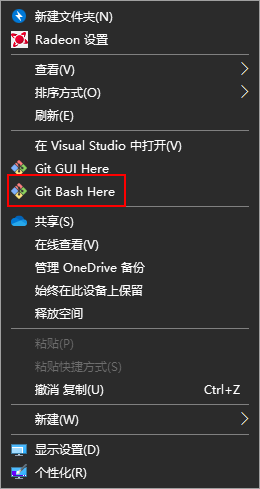 新建文件夹(N)
Radeon 设置
查看(V)
排序方式(O)
刷新(E)
在 Visual Studio 中打开(V)
Git GUI Here
Git Bash Here
共享(S)
在线查看(V)
管理 OneDrive 备份
始终在此设备上保留
释放空间
粘贴(P)
粘贴快捷方式(S)
撤消 复制(U) Ctrl+Z
新建(W)
显示设置(D)
个性化(R)